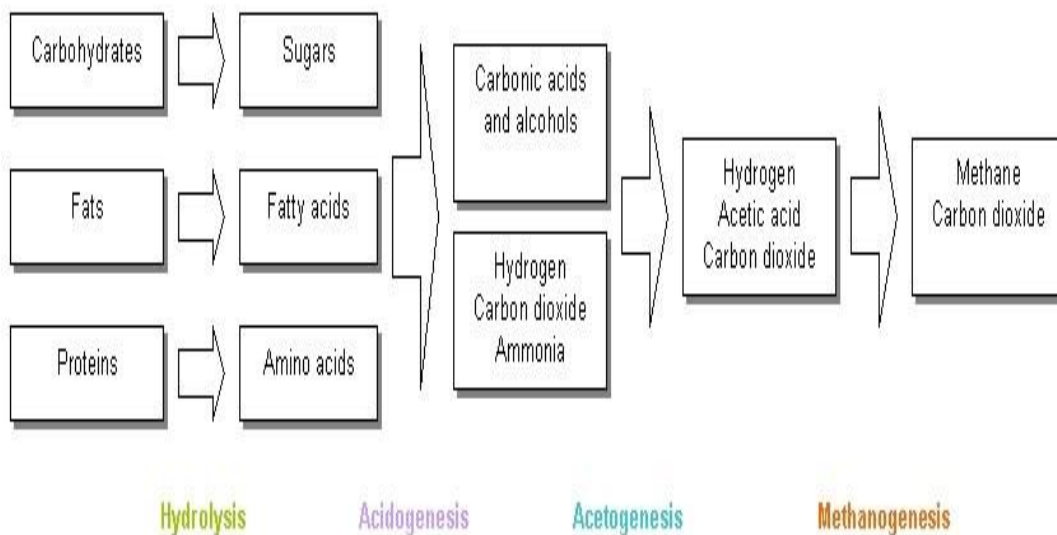 Carbohydrates
Sugars
Fats
Fatty acids
Proteins
Amino acids
Carbonic acids
and alcohols
Hydrogen
Carbon dioxide
Ammonia
Hydrogen
Acetic acid
Carbon dioxide
Methane
Carbon dioxide
Hydrolysis
Acidogenesis
Acetogenesis
Methanogenesis